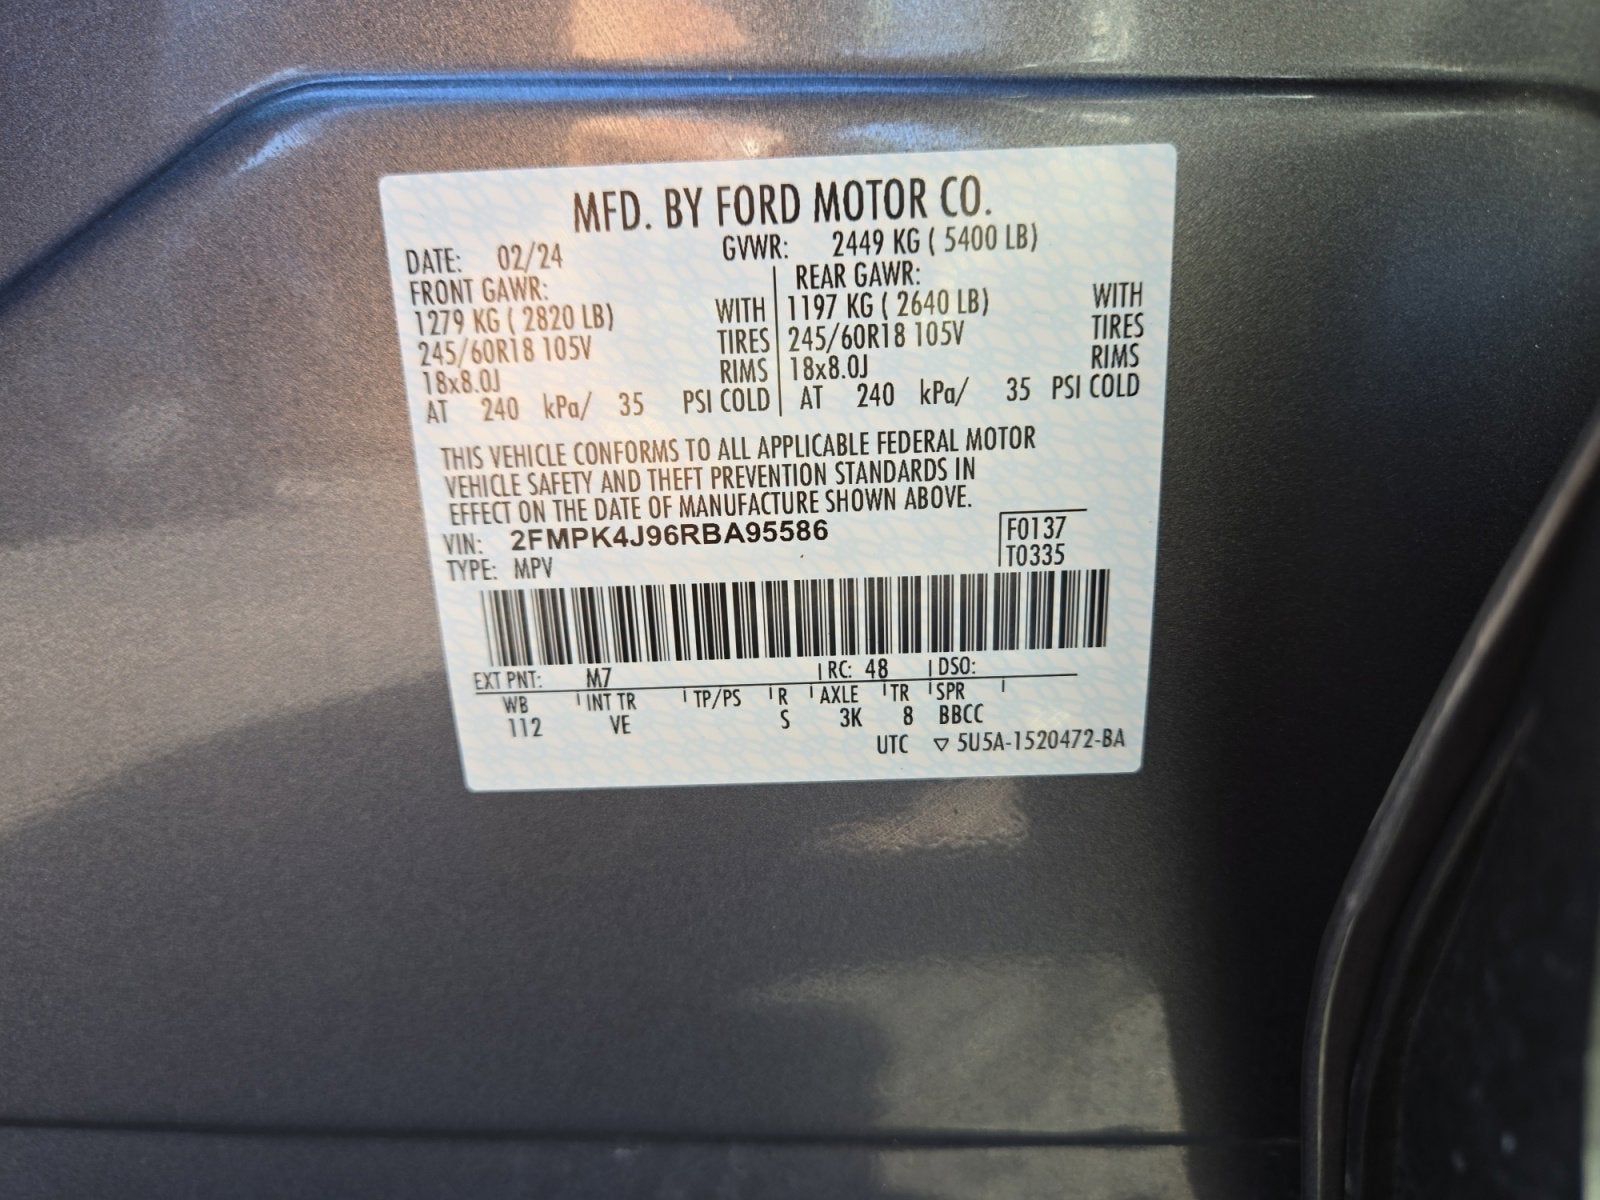 MFD. BY FORD MOTOR CO.
DATE: 02/24 GVWR: 2449 KG ( 5400 LB)
FRONT GAWR: REAR GAWR:
1279 KG ( 2820 LB) WITH 1197 KG ( 2640 LB) WITH
245/60R18 105V TIRES 245/60R18 105V TIRES
18x8.0J RIMS 18x8.0J RIMS
AT 240 kPa/ 35 PSI COLD AT 240 kPa/ 35 PSI COLD
THIS VEHICLE CONFORMS TO ALL APPLICABLE FEDERAL MOTOR
VEHICLE SAFETY AND THEFT PREVENTION STANDARDS IN
EFFECT ON THE DATE OF MANUFACTURE SHOWN ABOVE.
VIN: 2FMPK4J96RBA95586 F0137
TYPE: MPV T0335
EXT PNT: M7 RC: 48 DSO:
WB INT TR TP/PS R AXLE TR SPR
112 VE S 3K 8 BBCC
UTC ▽ 5U5A-1520472-BA